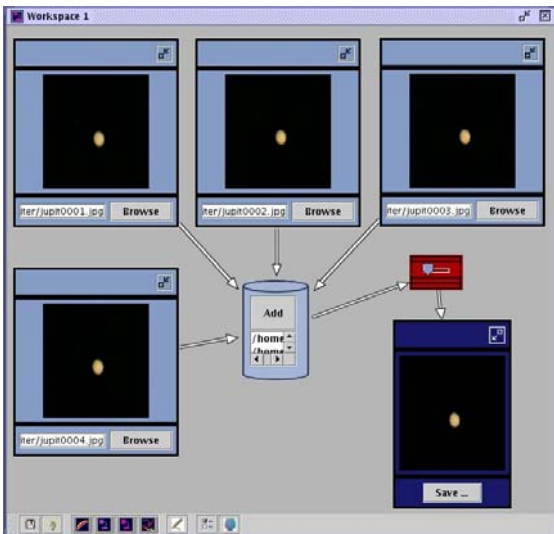 Workspace 1
iter/jupit0001.jpg Browse
iter/jupit0002.jpg Browse
iter/jupit0003.jpg Browse
Add
/home
/home
iter/jupit0004.jpg Browse
Save ...